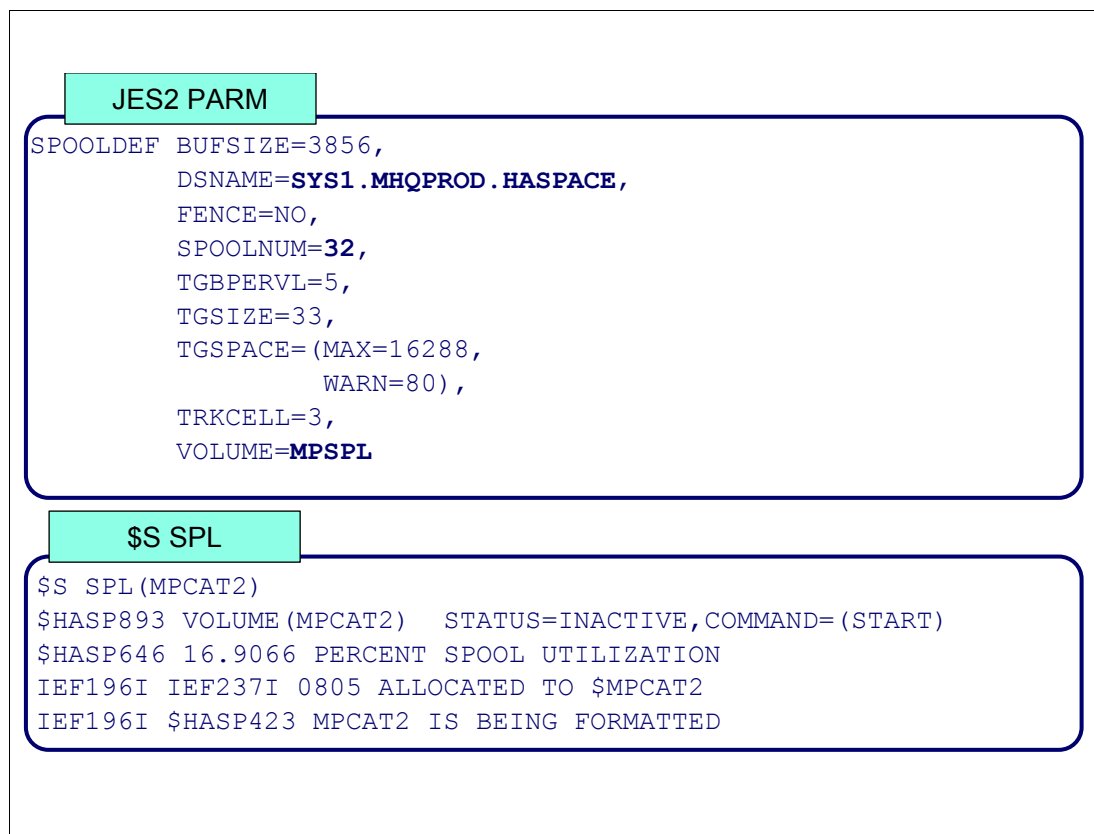 JES2 PARM
SPOOLDEF BUFSIZE=3856,
DSNAME=SYS1.MHQPROD.HASPACE,
FENCE=NO,
SPOOLNUM=32,
TGBPERVL=5,
TGSIZE=33,
TGSPACE=(MAX=16288,
WARN=80),
TRKCELL=3,
VOLUME=MPSPL
$S SPL
$S SPL(MPCAT2)
$HASP893 VOLUME(MPCAT2) STATUS=INACTIVE,COMMAND=(START)
$HASP646 16.9066 PERCENT SPOOL UTILIZATION
IEF196I IEF237I 0805 ALLOCATED TO $MPCAT2
IEF196I $HASP423 MPCAT2 IS BEING FORMATTED